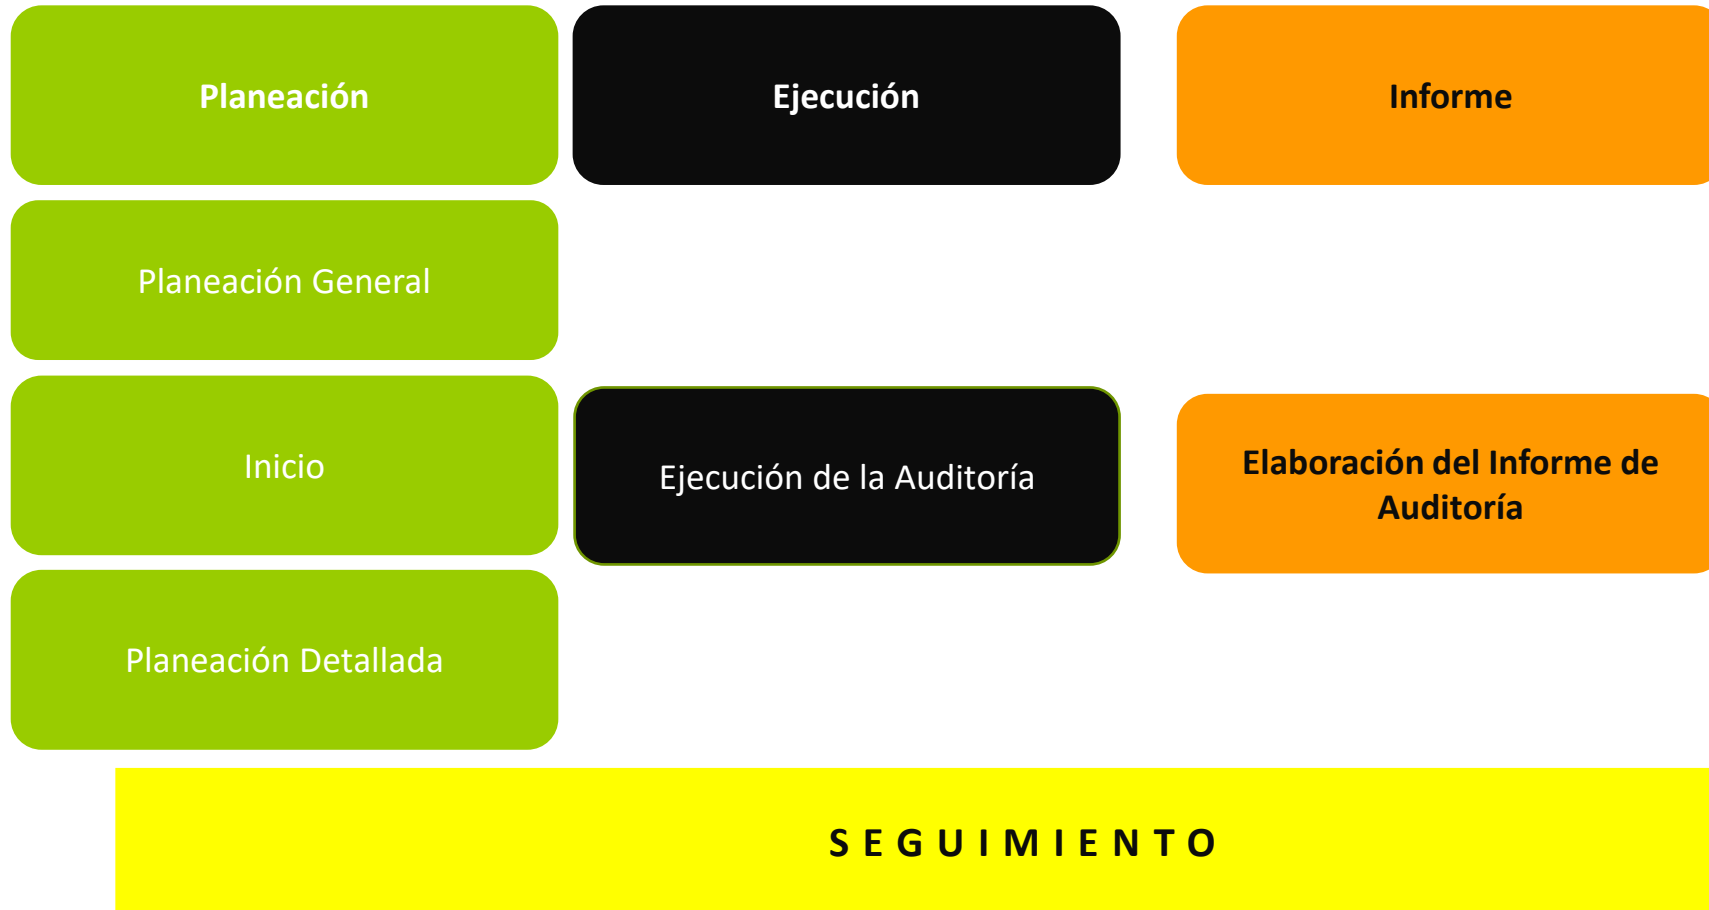 Planeación
Ejecución
Informe
Planeación General
Inicio
Ejecución de la Auditoría
Elaboración del Informe de
Auditoría
Planeación Detallada
S E G U I M I E N T O